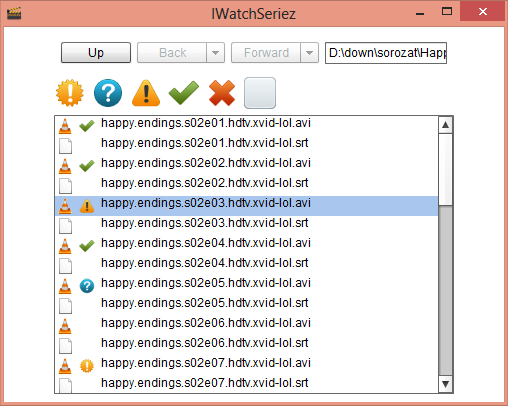 IWatchSeriez
Up Back Forward D:\down\sorozat\Happ
happy.endings.s02e01.hdtv.xvid-lol.avi
happy.endings.s02e01.hdtv.xvid-lol.srt
happy.endings.s02e02.hdtv.xvid-lol.avi
happy.endings.s02e02.hdtv.xvid-lol.srt
happy.endings.s02e03.hdtv.xvid-lol.avi
happy.endings.s02e03.hdtv.xvid-lol.srt
happy.endings.s02e04.hdtv.xvid-lol.avi
happy.endings.s02e04.hdtv.xvid-lol.srt
happy.endings.s02e05.hdtv.xvid-lol.avi
happy.endings.s02e05.hdtv.xvid-lol.srt
happy.endings.s02e06.hdtv.xvid-lol.avi
happy.endings.s02e06.hdtv.xvid-lol.srt
happy.endings.s02e07.hdtv.xvid-lol.avi
happy.endings.s02e07.hdtv.xvid-lol.srt